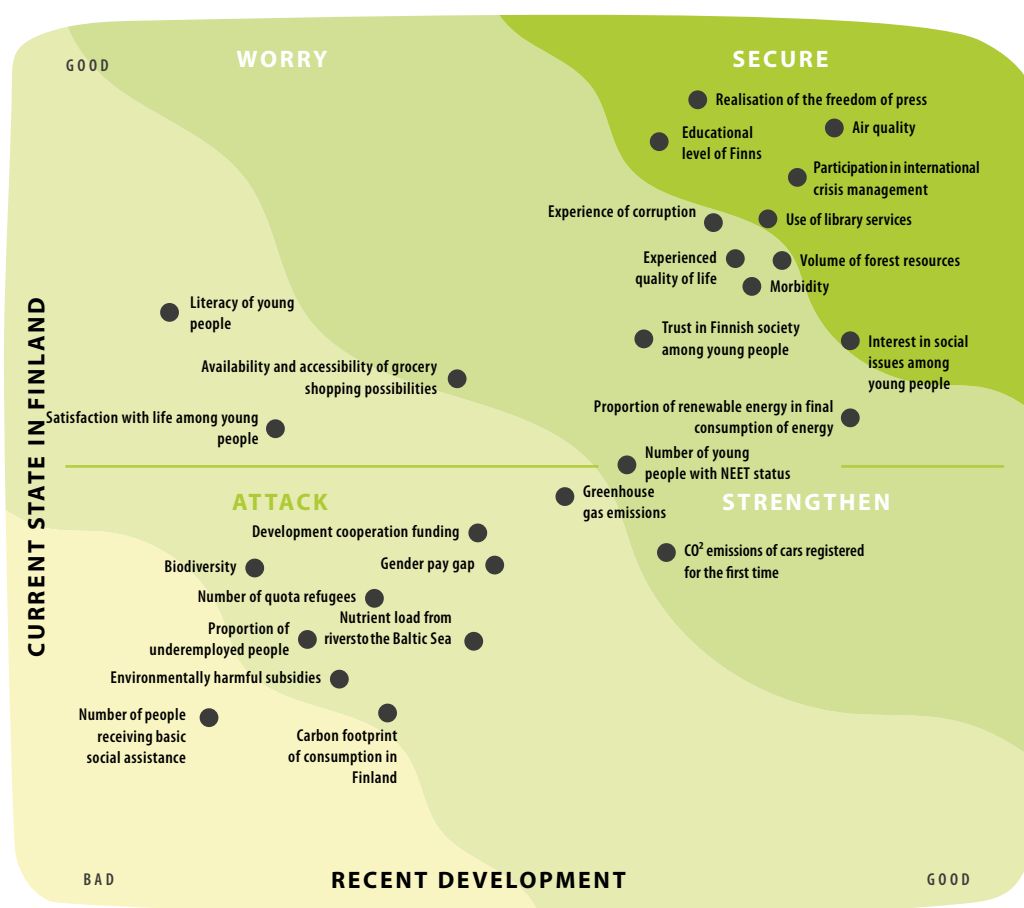 GOOD
WORRY
SECURE
Realisation of the freedom of press
Air quality
Educational
level of Finns
Participation in international
crisis management
Experience of corruption
Use of library services
Experienced
quality of life
Volume of forest resources
Morbidity
Literacy of young
people
Trust in Finnish society
among young people
Interest in social
issues among
young people
Availability and accessibility of grocery
shopping possibilities
Satisfaction with life among young
people
Proportion of renewable energy in final
consumption of energy
Number of young
people with NEET status
CURRENT STATE IN FINLAND
ATTACK
STRENGTHEN
Greenhouse
gas emissions
Development cooperation funding
CO² emissions of cars registered
for the first time
Biodiversity
Gender pay gap
Number of quota refugees
Nutrient load from
rivers to the Baltic Sea
Proportion of
underemployed people
Environmentally harmful subsidies
Number of people
receiving basic
social assistance
Carbon footprint
of consumption in
Finland
BAD
RECENT DEVELOPMENT
GOOD